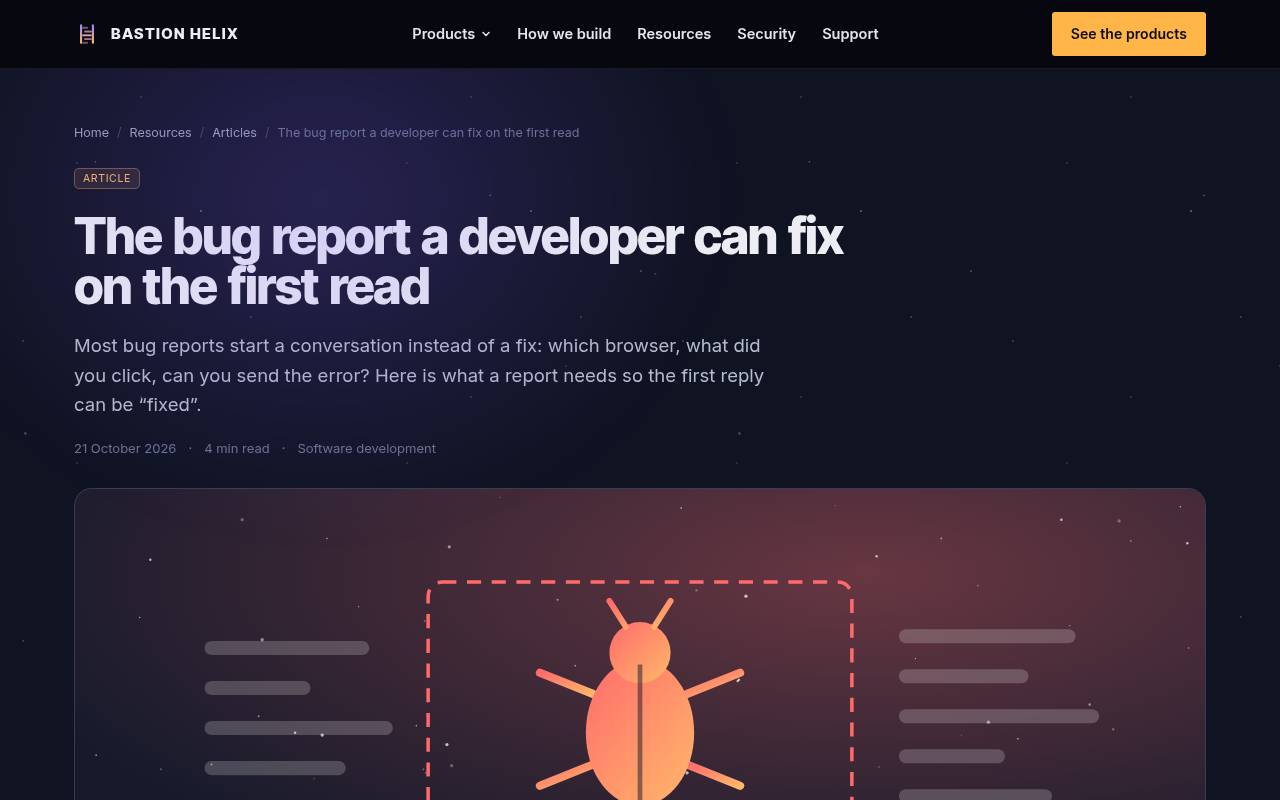 BASTION HELIX
Products How we build Resources Security Support
See the products
Home / Resources / Articles / The bug report a developer can fix on the first read
ARTICLE
The bug report a developer can fix
on the first read
Most bug reports start a conversation instead of a fix: which browser, what did
you click, can you send the error? Here is what a report needs so the first reply
can be “fixed”.
21 October 2026 · 4 min read · Software development